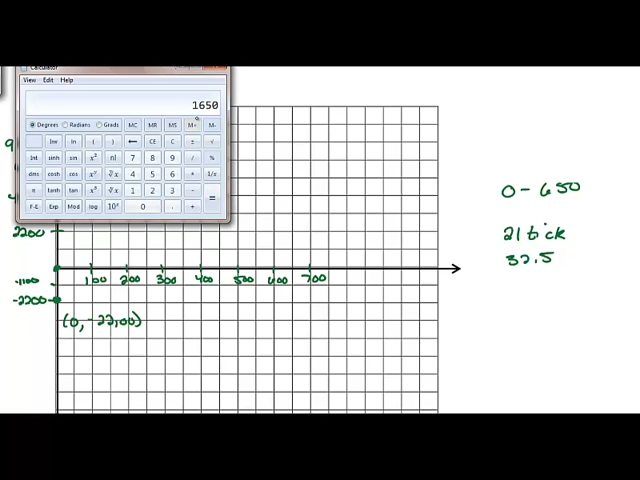 Calculator
View Edit Help
1650
Degrees Radians Grads MC MR MS M+ M-
Inv ln ( ) ← CE C ± √
Int sinh sin x² n! 7 8 9 / %
dms cosh cos xʸ ʸ√x 4 5 6 * 1/x
π tanh tan x³ ³√x 1 2 3 - =
F-E Exp Mod log 10ˣ 0 . +
9
0 - 650
21 tick
32.5
2200
100 200 300 400 500 600 700
-1100
-2200
(0, -22,00)